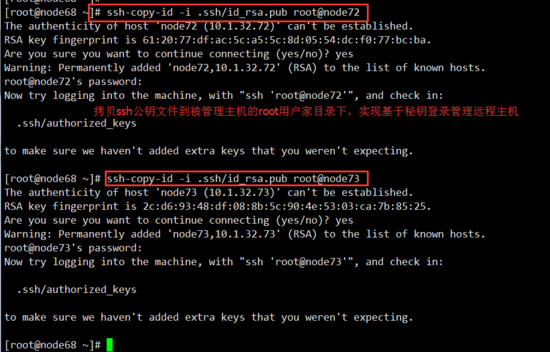 [root@node68 ~]# ssh-copy-id -i .ssh/id_rsa.pub root@node72
The authenticity of host 'node72 (10.1.32.72)' can't be established.
RSA key fingerprint is 61:20:77:df:ac:5c:a5:5c:8d:05:54:dc:f0:77:bc:ba.
Are you sure you want to continue connecting (yes/no)? yes
Warning: Permanently added 'node72,10.1.32.72' (RSA) to the list of known hosts.
root@node72's password:
Now try logging into the machine, with "ssh 'root@node72'", and check in:
拷贝ssh公钥文件到被管理主机的root用户家目录下，实现基于秘钥登录管理远程主机
.ssh/authorized_keys
to make sure we haven't added extra keys that you weren't expecting.
[root@node68 ~]# ssh-copy-id -i .ssh/id_rsa.pub root@node73
The authenticity of host 'node73 (10.1.32.73)' can't be established.
RSA key fingerprint is 2c:d6:93:48:df:08:8b:5c:90:4e:53:03:ca:7b:85:25.
Are you sure you want to continue connecting (yes/no)? yes
Warning: Permanently added 'node73,10.1.32.73' (RSA) to the list of known hosts.
root@node73's password:
Now try logging into the machine, with "ssh 'root@node73'", and check in:
.ssh/authorized_keys
to make sure we haven't added extra keys that you weren't expecting.
[root@node68 ~]#